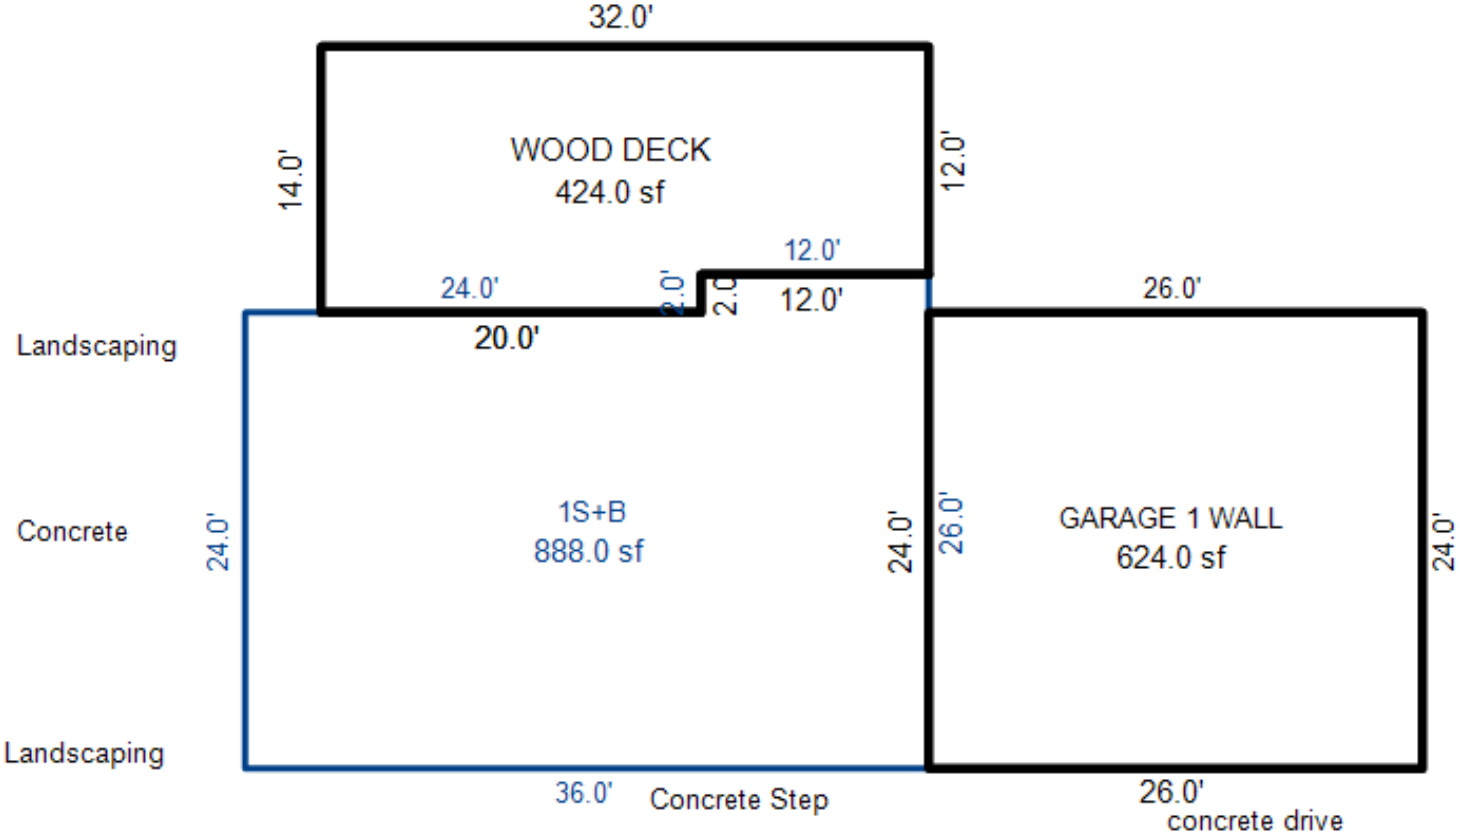 32.0'
WOOD DECK
424.0 sf
14.0'
12.0'
12.0'
24.0'
2.0'
2.0
12.0'
26.0'
20.0'
Landscaping
1S+B
888.0 sf
Concrete
24.0'
24.0'
26.0'
GARAGE 1 WALL
624.0 sf
24.0'
Landscaping
36.0'
Concrete Step
26.0'
concrete drive